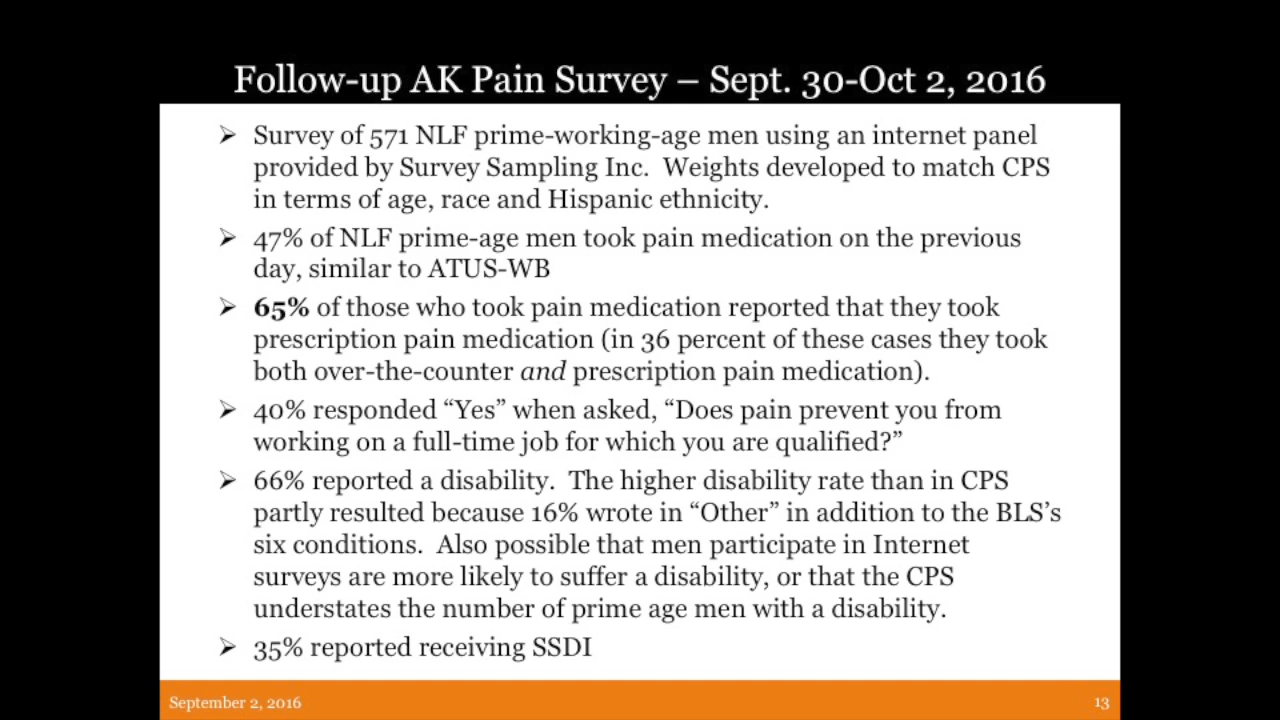 Follow-up AK Pain Survey – Sept. 30-Oct 2, 2016
➢ Survey of 571 NLF prime-working-age men using an internet panel
provided by Survey Sampling Inc.  Weights developed to match CPS
in terms of age, race and Hispanic ethnicity.
➢ 47% of NLF prime-age men took pain medication on the previous
day, similar to ATUS-WB
➢ 65% of those who took pain medication reported that they took
prescription pain medication (in 36 percent of these cases they took
both over-the-counter and prescription pain medication).
➢ 40% responded “Yes” when asked, “Does pain prevent you from
working on a full-time job for which you are qualified?”
➢ 66% reported a disability.  The higher disability rate than in CPS
partly resulted because 16% wrote in “Other” in addition to the BLS’s
six conditions.  Also possible that men participate in Internet
surveys are more likely to suffer a disability, or that the CPS
understates the number of prime age men with a disability.
➢ 35% reported receiving SSDI
September 2, 2016
13